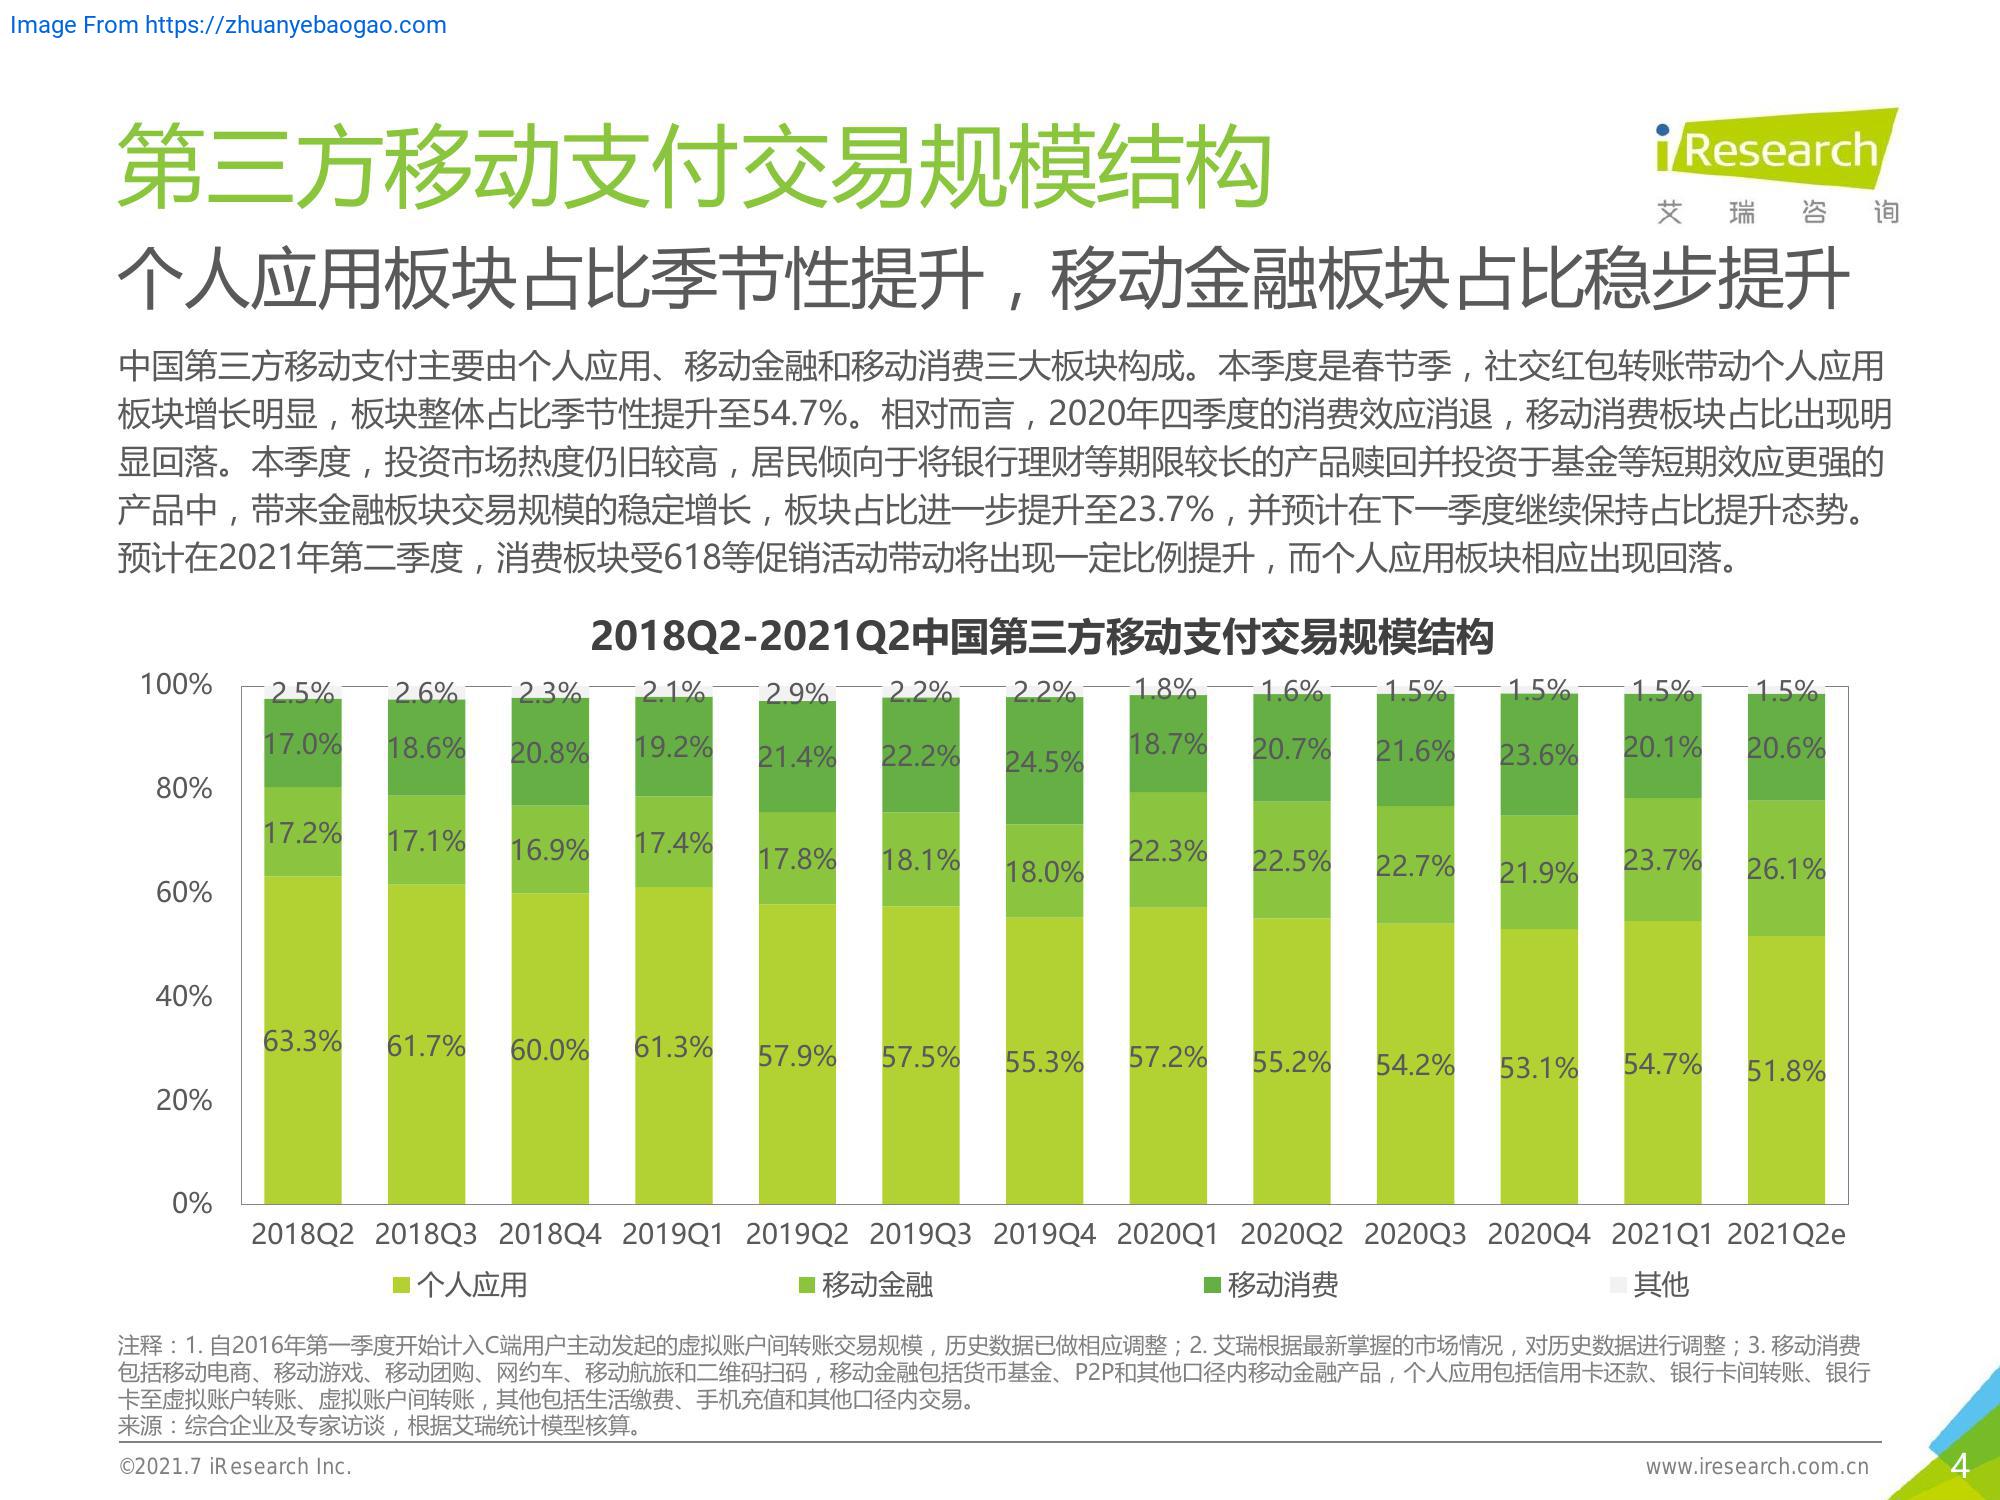 Image From https://zhuanyebaogao.com
第三方移动支付交易规模结构
iResearch
艾瑞咨询
个人应用板块占比季节性提升，移动金融板块占比稳步提升
中国第三方移动支付主要由个人应用、移动金融和移动消费三大板块构成。本季度是春节季，社交红包转账带动个人应用
板块增长明显，板块整体占比季节性提升至54.7%。相对而言，2020年四季度的消费效应消退，移动消费板块占比出现明
显回落。本季度，投资市场热度仍旧较高，居民倾向于将银行理财等期限较长的产品赎回并投资于基金等短期效应更强的
产品中，带来金融板块交易规模的稳定增长，板块占比进一步提升至23.7%，并预计在下一季度继续保持占比提升态势。
预计在2021年第二季度，消费板块受618等促销活动带动将出现一定比例提升，而个人应用板块相应出现回落。
2018Q2-2021Q2中国第三方移动支付交易规模结构
100%
2.5% 2.6% 2.3% 2.1% 2.9% 2.2% 2.2% 1.8% 1.6% 1.5% 1.5% 1.5% 1.5%
17.0% 18.6% 20.8% 19.2% 21.4% 22.2% 24.5% 18.7% 20.7% 21.6% 23.6% 20.1% 20.6%
80%
17.2% 17.1% 16.9% 17.4% 17.8% 18.1% 18.0% 22.3% 22.5% 22.7% 21.9% 23.7% 26.1%
60%
40%
63.3% 61.7% 60.0% 61.3% 57.9% 57.5% 55.3% 57.2% 55.2% 54.2% 53.1% 54.7% 51.8%
20%
0%
2018Q2 2018Q3 2018Q4 2019Q1 2019Q2 2019Q3 2019Q4 2020Q1 2020Q2 2020Q3 2020Q4 2021Q1 2021Q2e
个人应用 移动金融 移动消费 其他
注释：1. 自2016年第一季度开始计入C端用户主动发起的虚拟账户间转账交易规模，历史数据已做相应调整；2. 艾瑞根据最新掌握的市场情况，对历史数据进行调整；3. 移动消费
包括移动电商、移动游戏、移动团购、网约车、移动航旅和二维码扫码，移动金融包括货币基金、P2P和其他口径内移动金融产品，个人应用包括信用卡还款、银行卡间转账、银行
卡至虚拟账户转账、虚拟账户间转账，其他包括生活缴费、手机充值和其他口径内交易。
来源：综合企业及专家访谈，根据艾瑞统计模型核算。
©2021.7 iResearch Inc.
www.iresearch.com.cn
4